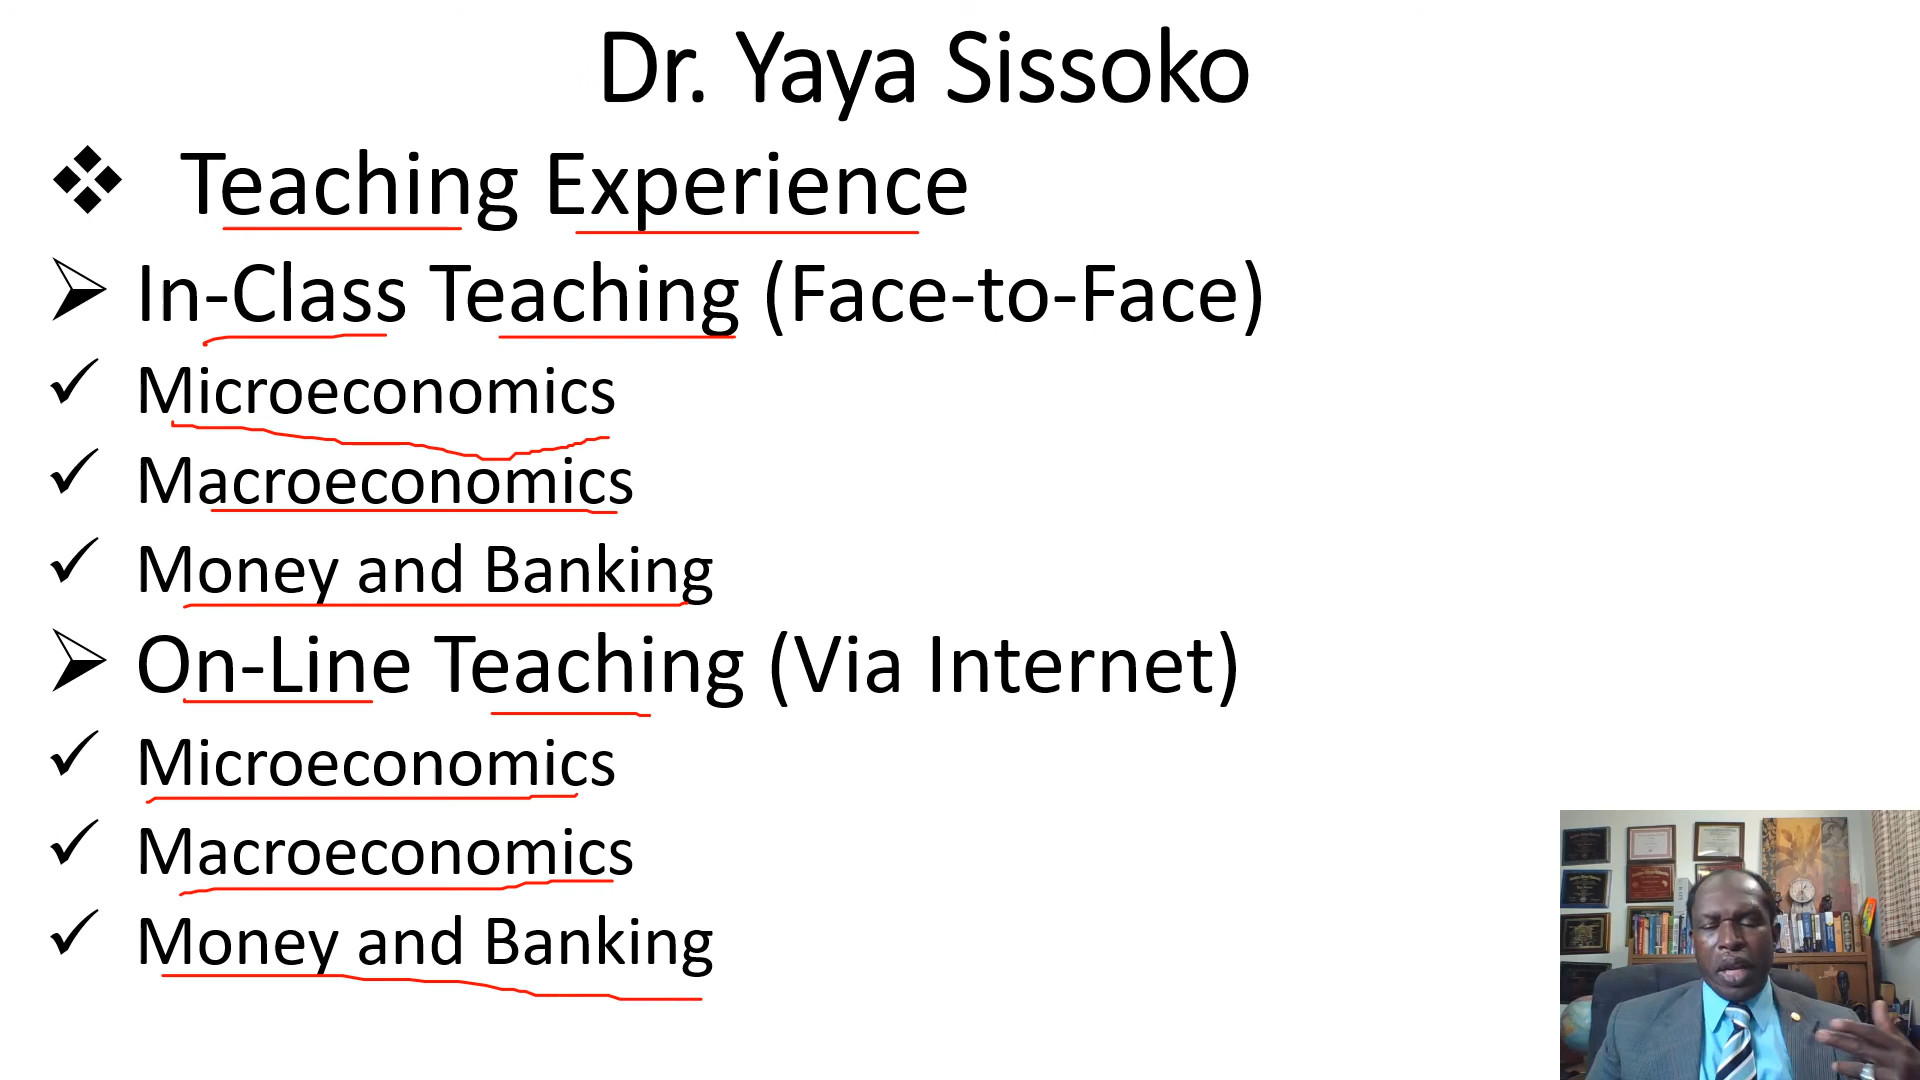 Dr. Yaya Sissoko
Teaching Experience
In-Class Teaching (Face-to-Face)
Microeconomics
Macroeconomics
Money and Banking
On-Line Teaching (Via Internet)
Microeconomics
Macroeconomics
Money and Banking